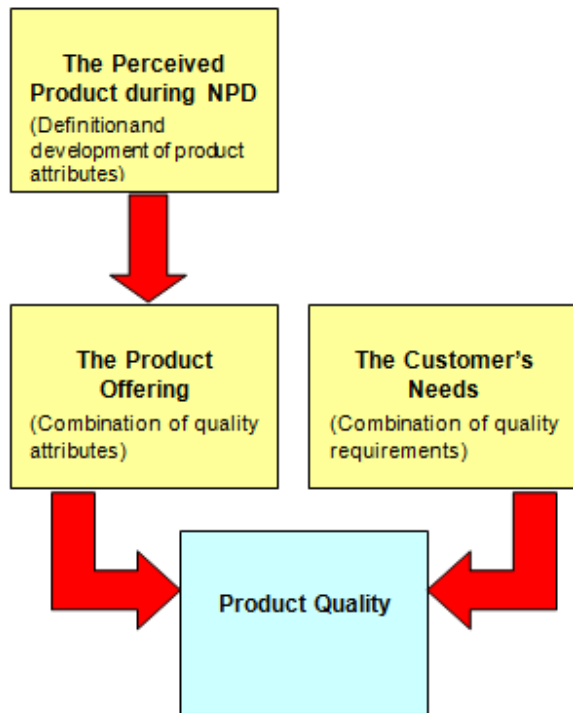 The Perceived
Product during NPD
(Definitionand
development of product
attributes)
The Product
Offering
(Combination of quality
attributes)
The Customer's
Needs
(Combination of quality
requirements)
Product Quality